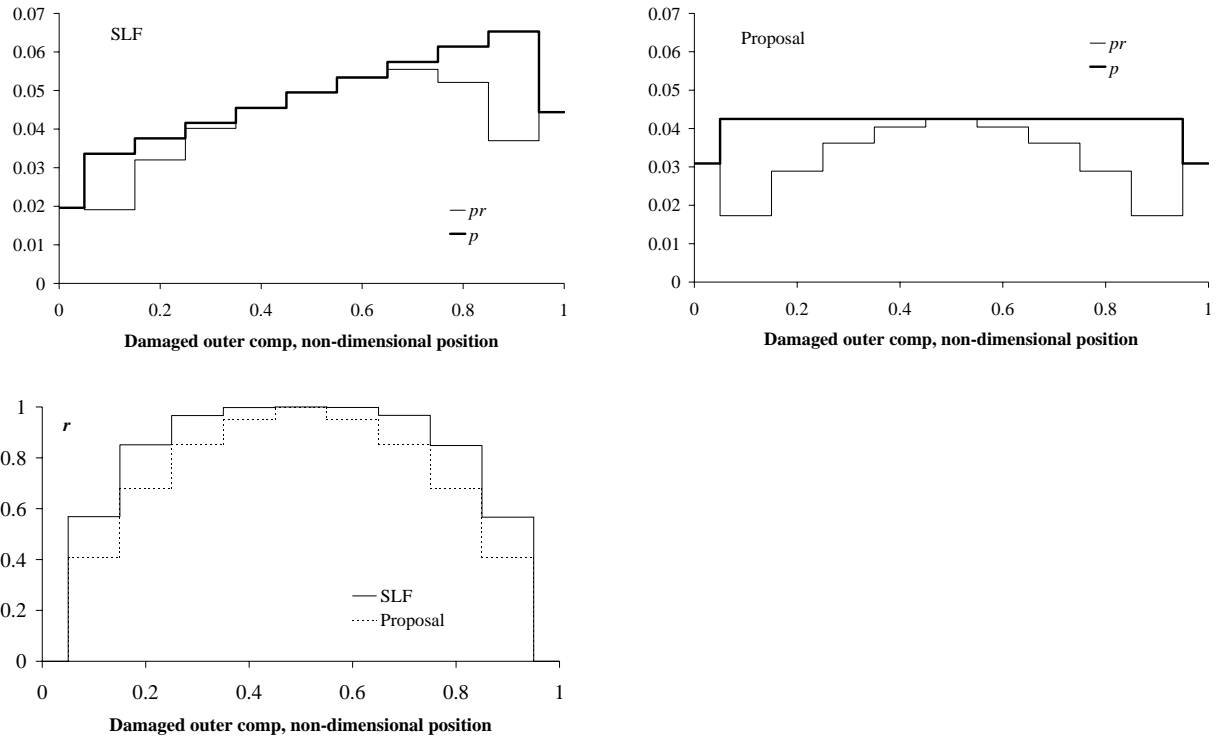 SLF
0.07
0.06
0.05
0.04
0.03
0.02
0.01
0
pr
p
0 0.2 0.4 0.6 0.8 1
Damaged outer comp, non-dimensional position
Proposal
0.07
0.06
0.05
0.04
0.03
0.02
0.01
0
pr
p
0 0.2 0.4 0.6 0.8 1
Damaged outer comp, non-dimensional position
r
1
0.8
0.6
0.4
0.2
0
SLF
Proposal
0 0.2 0.4 0.6 0.8 1
Damaged outer comp, non-dimensional position